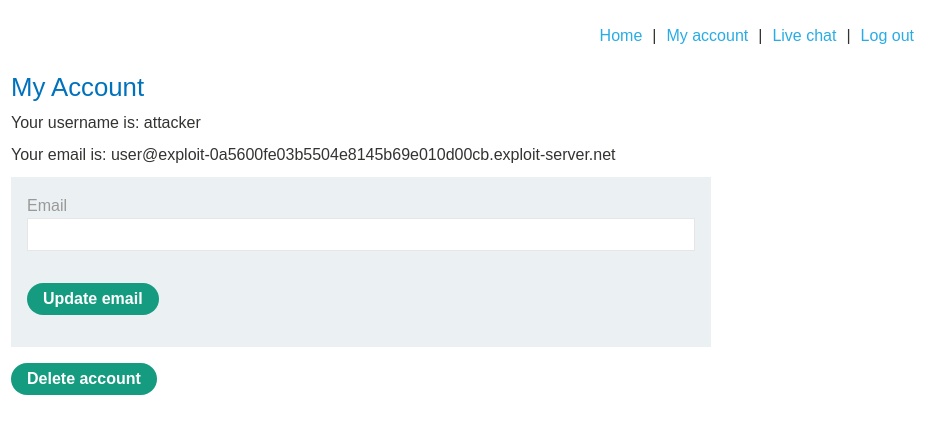 Home | My account | Live chat | Log out
My Account
Your username is: attacker
Your email is: user@exploit-0a5600fe03b5504e8145b69e010d00cb.exploit-server.net
Email
Update email
Delete account